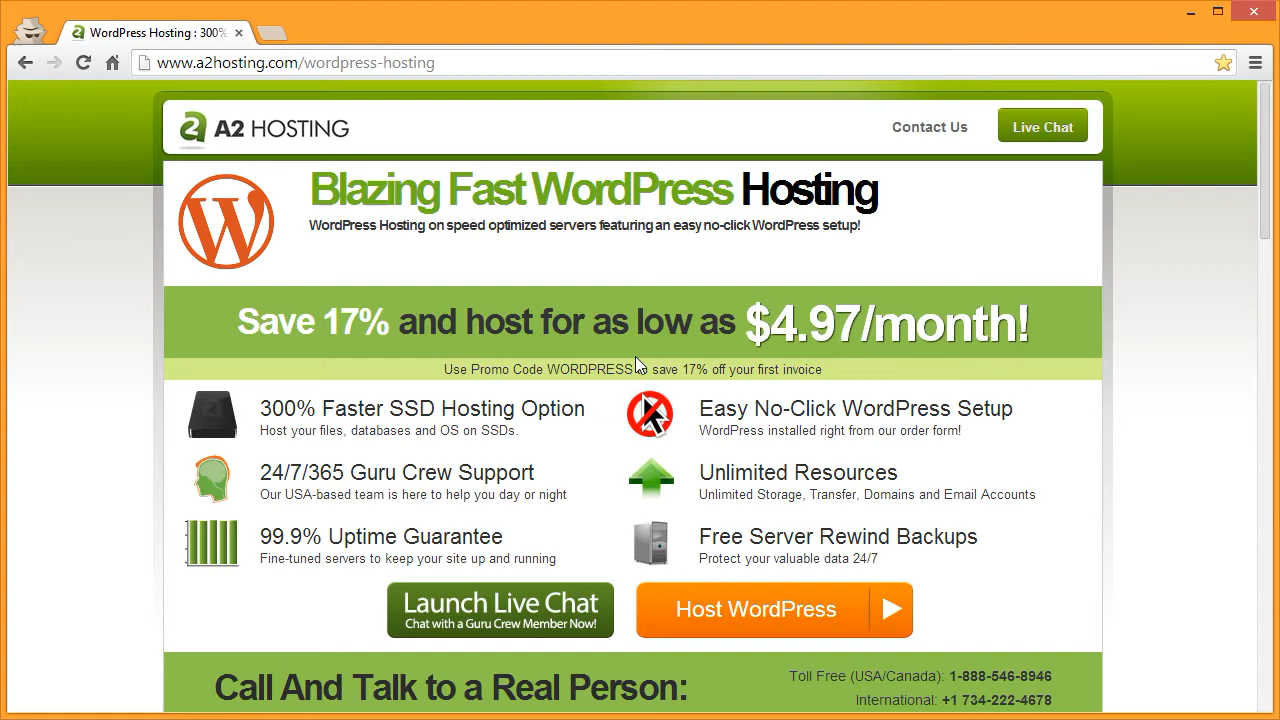 WordPress Hosting : 300%
www.a2hosting.com/wordpress-hosting
A2 HOSTING
Contact Us
Live Chat
Blazing Fast WordPress Hosting
WordPress Hosting on speed optimized servers featuring an easy no-click WordPress setup!
Save 17% and host for as low as $4.97/month!
Use Promo Code WORDPRESS save 17% off your first invoice
300% Faster SSD Hosting Option
Host your files, databases and OS on SSDs.
Easy No-Click WordPress Setup
WordPress installed right from our order form!
24/7/365 Guru Crew Support
Our USA-based team is here to help you day or night
Unlimited Resources
Unlimited Storage, Transfer, Domains and Email Accounts
99.9% Uptime Guarantee
Fine-tuned servers to keep your site up and running
Free Server Rewind Backups
Protect your valuable data 24/7
Launch Live Chat
Chat with a Guru Crew Member Now!
Host WordPress
Call And Talk to a Real Person:
Toll Free (USA/Canada): 1-888-546-8946
International: +1 734-222-4678